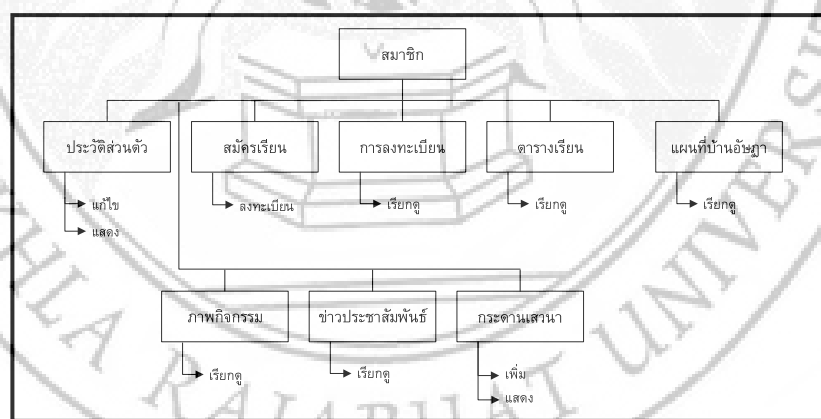 สมาชิก
ประวัติส่วนตัว
สมัครเรียน
การลงทะเบียน
ตารางเรียน
แผนที่บ้านอัษฎา
แก้ไข
แสดง
ลงทะเบียน
เรียกดู
เรียกดู
เรียกดู
ภาพกิจกรรม
ข่าวประชาสัมพันธ์
กระดานเสวนา
เรียกดู
เรียกดู
เพิ่ม
แสดง
HLA RAJABHAT UNIVERSI